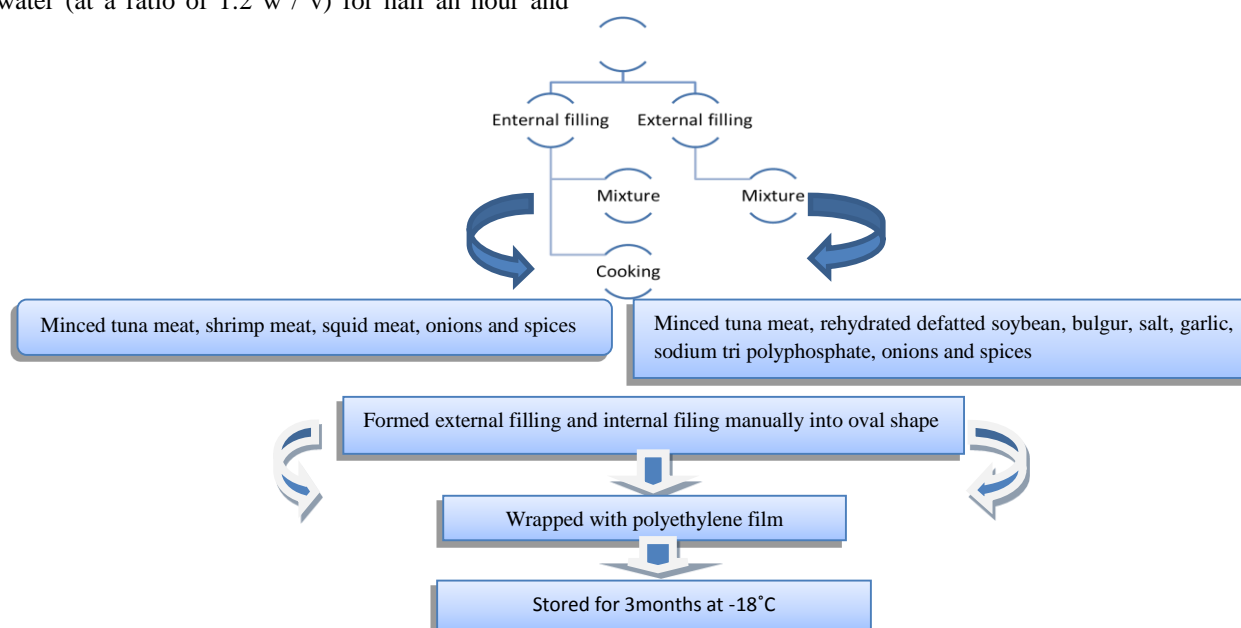 water (at a ratio of 1.2 w / v) for half an hour and
Enternal filling
External filling
Mixture
Mixture
Cooking
Minced tuna meat, shrimp meat, squid meat, onions and spices
Minced tuna meat, rehydrated defatted soybean, bulgur, salt, garlic,
sodium tri polyphosphate, onions and spices
Formed external filling and internal filing manually into oval shape
Wrapped with polyethylene film
Stored for 3months at -18˚C